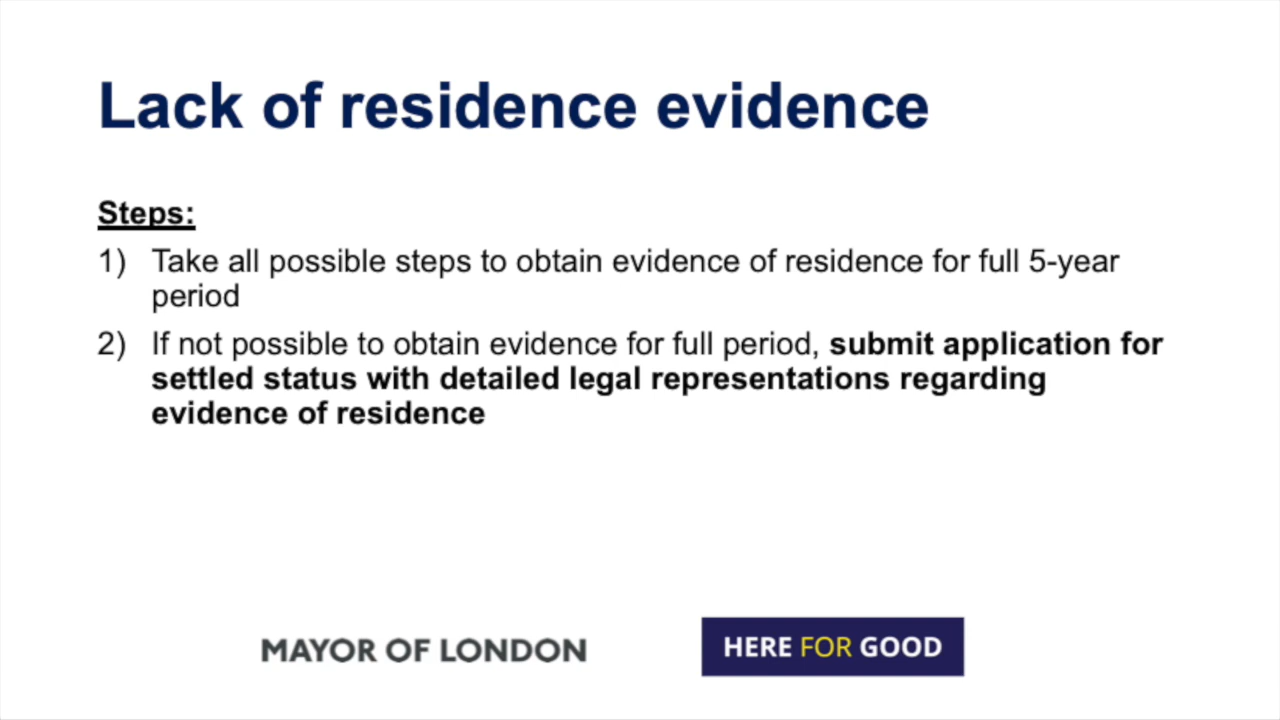 Lack of residence evidence
Steps:
1) Take all possible steps to obtain evidence of residence for full 5-year
period
2) If not possible to obtain evidence for full period, submit application for
settled status with detailed legal representations regarding
evidence of residence
MAYOR OF LONDON
HERE FOR GOOD